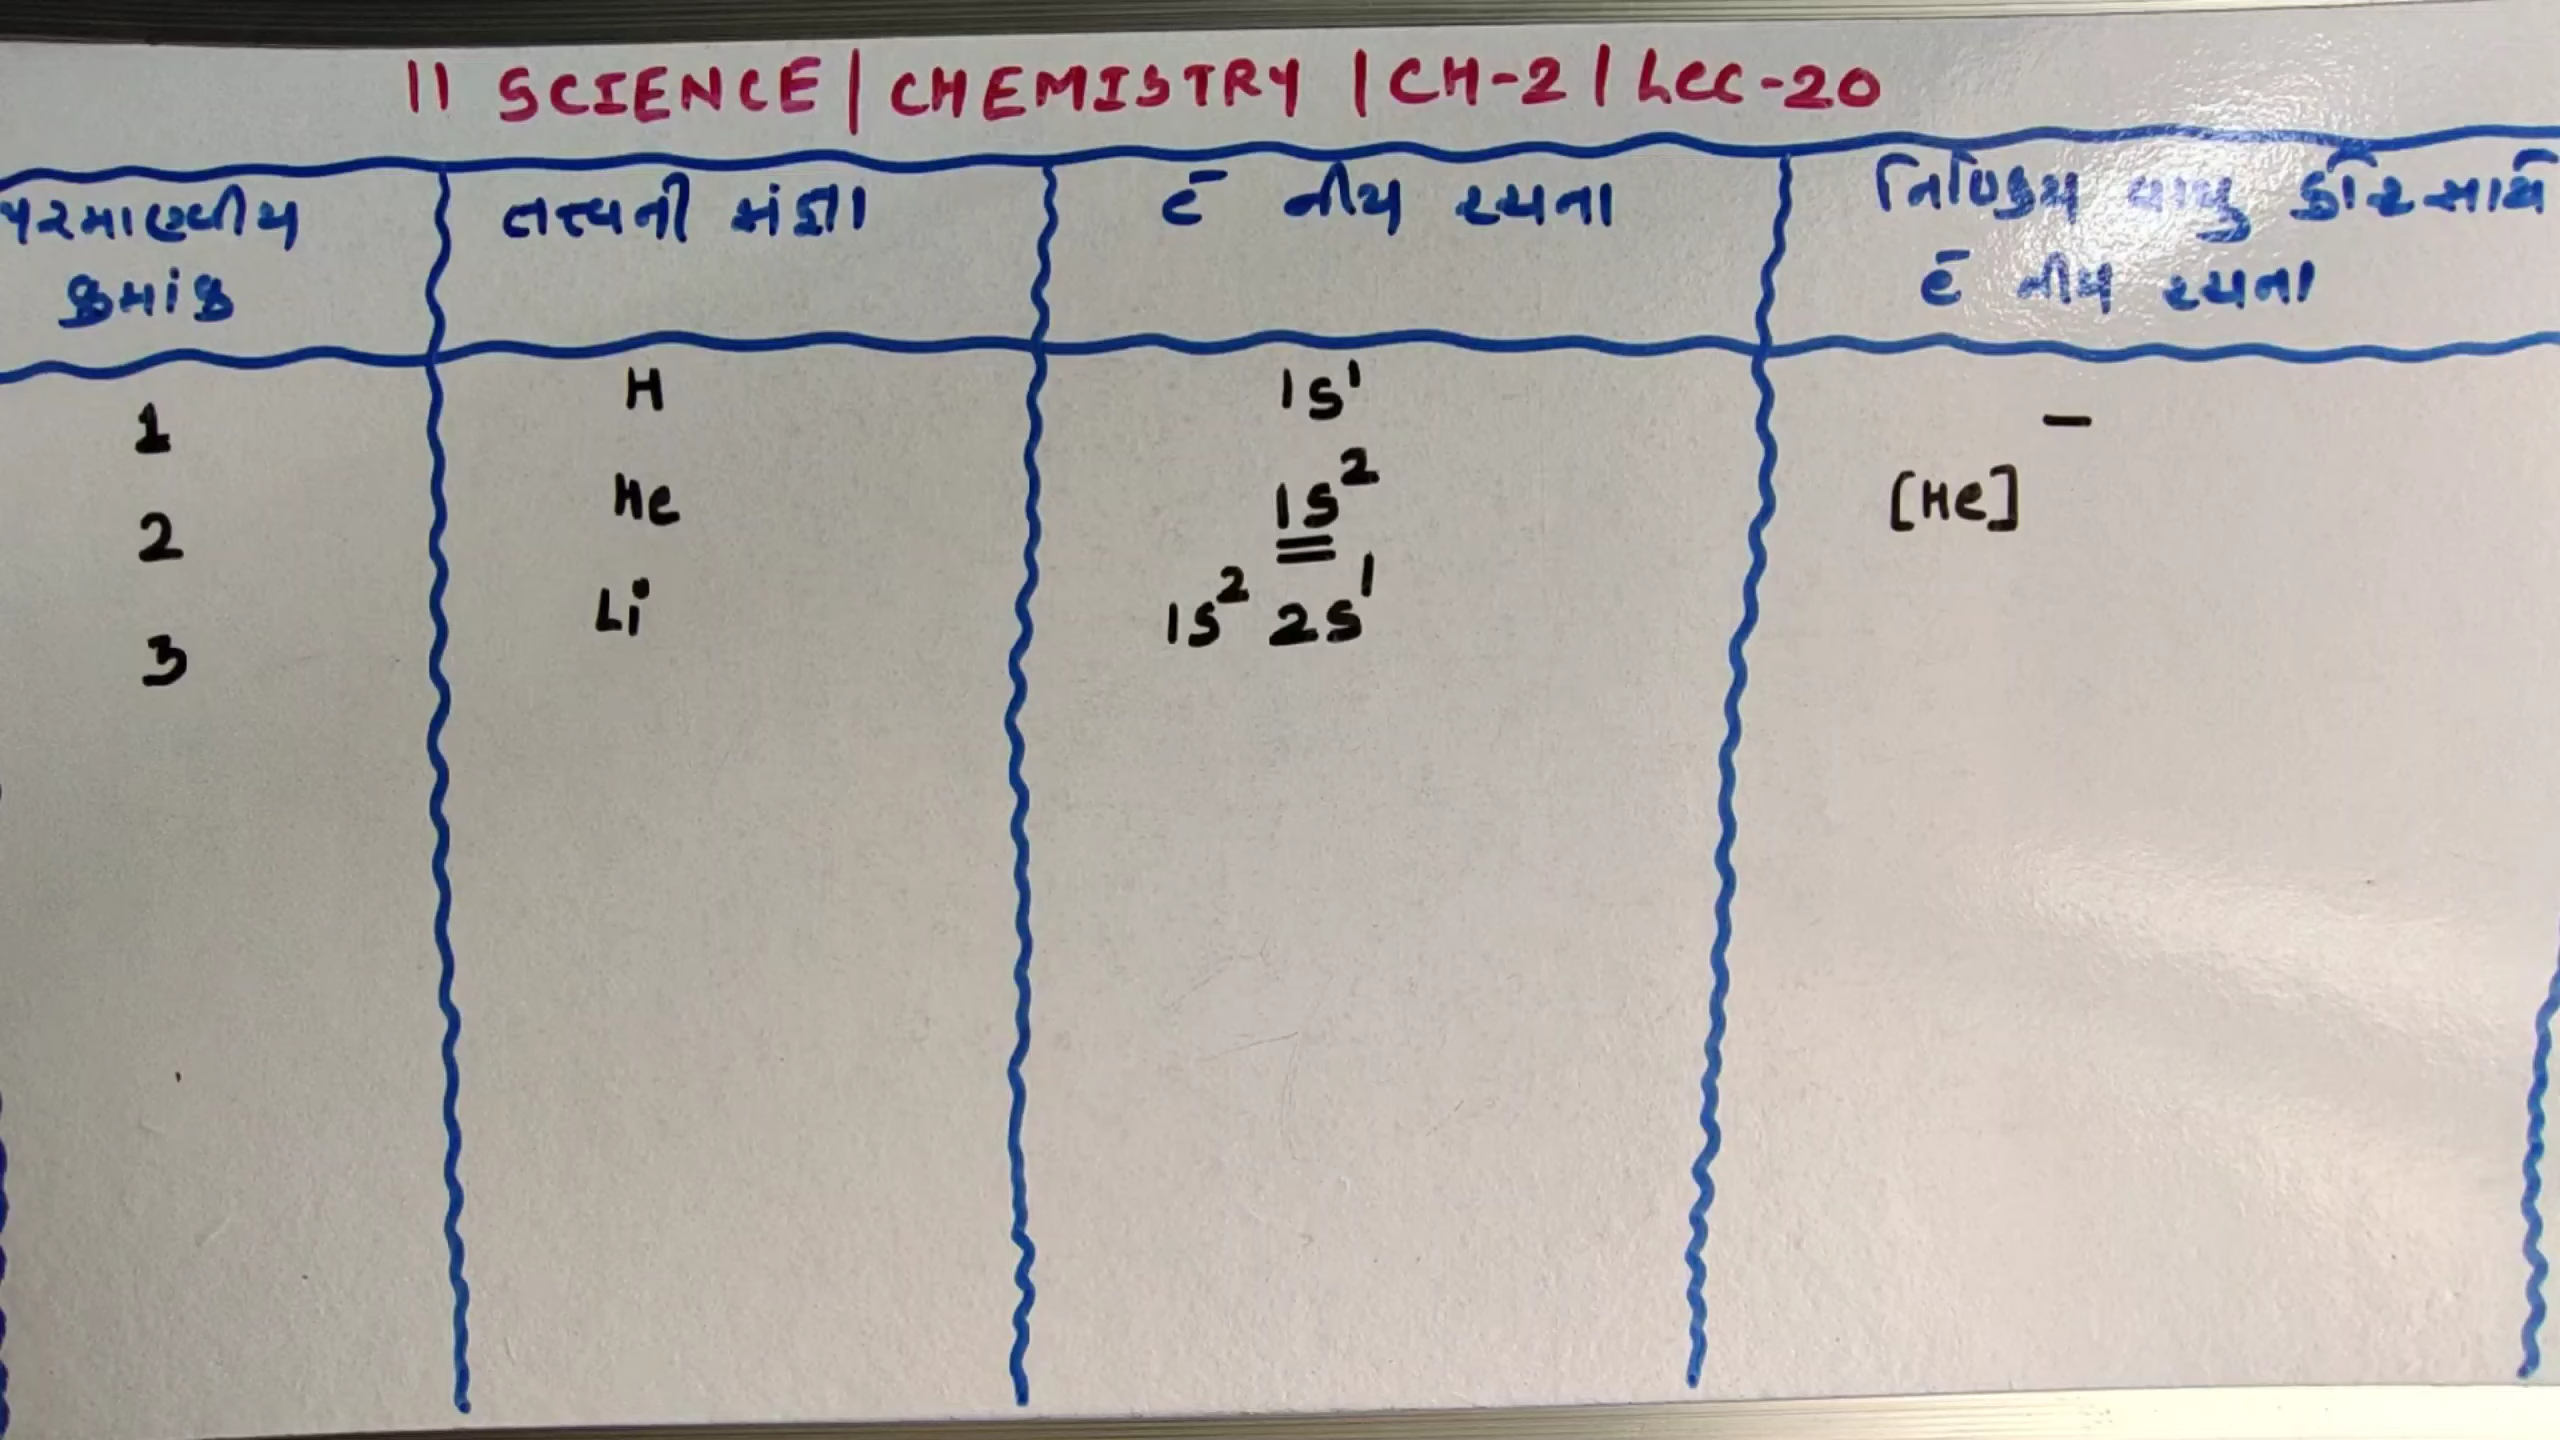 11 SCIENCE | CHEMISTRY | CH-2 | LEC-20
પરમાણ્વીય ક્રમાંક
તત્ત્વની સંજ્ઞા
e⁻ નીય રચના
નિષ્ક્રિય વાયુ કોર સાથે
e⁻ નીય રચના
1 H 1s¹ –
2 He 1s² [He]
3 Li 1s² 2s¹